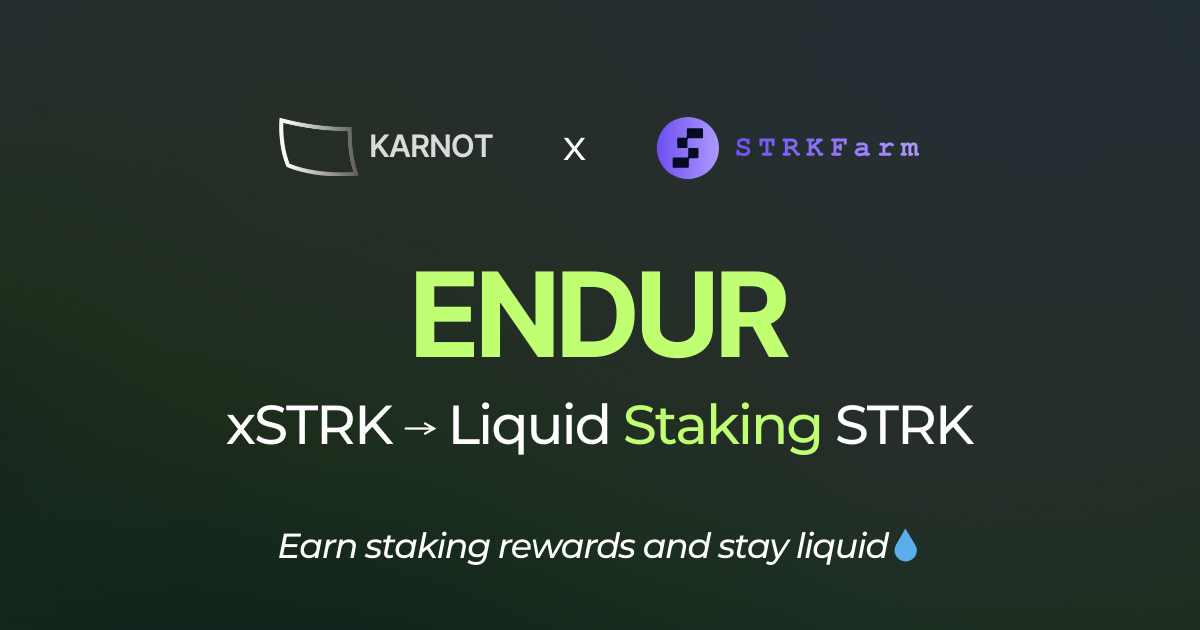 KARNOT X STRKFarm
ENDUR
xSTRK → Liquid Staking STRK
Earn staking rewards and stay liquid💧